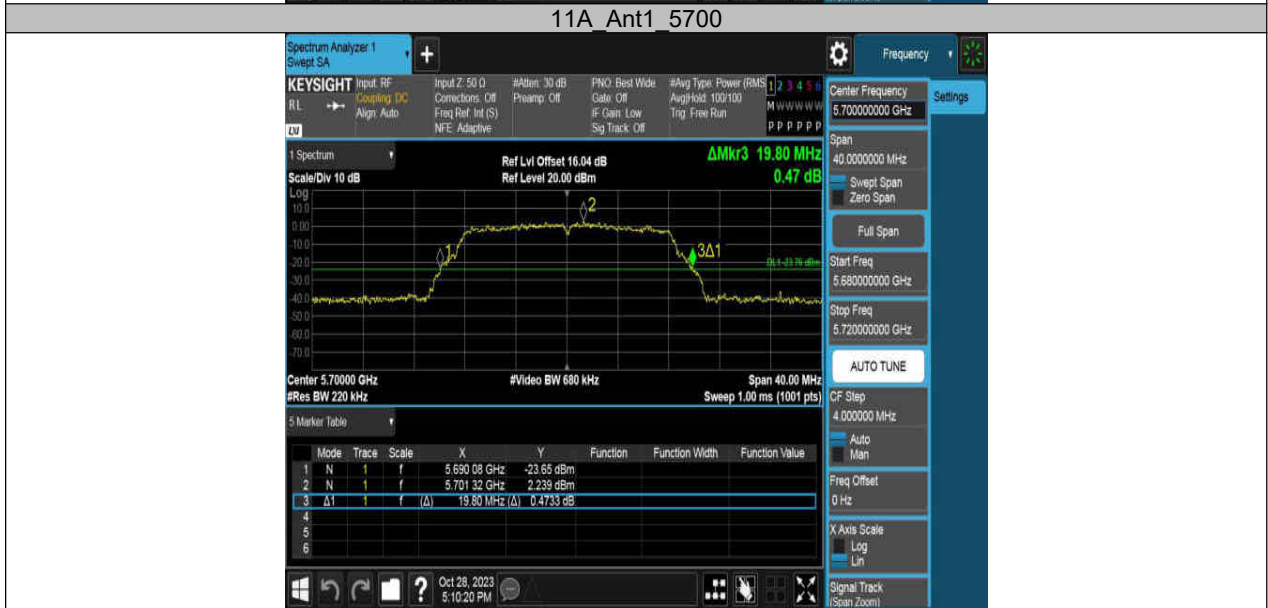 11A_Ant1_5700
Spectrum Analyzer 1
Swept SA
+
Frequency
KEYSIGHT
RL
Input: RF
Coupling: DC
Align: Auto
Input Z: 50 Ω
Corrections: Off
Freq Ref: Int (S)
NFE: Adaptive
#Atten: 30 dB
Preamp: Off
PNO: Best Wide
Gate: Off
IF Gain: Low
Sig Track: Off
#Avg Type: Power (RMS
Avg|Hold: 100/100
Trig: Free Run
1 2 3 4 5 6
M W W W W W
P P P P P P
Center Frequency
5.700000000 GHz
Settings
Span
40.0000000 MHz
Swept Span
Zero Span
Full Span
Start Freq
5.680000000 GHz
Stop Freq
5.720000000 GHz
AUTO TUNE
CF Step
4.000000 MHz
Auto
Man
Freq Offset
0 Hz
X Axis Scale
Log
Lin
Signal Track
(Span Zoom)
1 Spectrum
Scale/Div 10 dB
Ref Lvl Offset 16.04 dB
Ref Level 20.00 dBm
ΔMkr3 19.80 MHz
0.47 dB
Log
10.0
0.00
-10.0
-20.0
-30.0
-40.0
-50.0
-60.0
-70.0
1
2
3Δ1
DL1 -23.76 dBm
Center 5.70000 GHz
#Video BW 680 kHz
Span 40.00 MHz
#Res BW 220 kHz
Sweep 1.00 ms (1001 pts)
5 Marker Table
Mode Trace Scale X Y Function Function Width Function Value
1 N 1 f 5.690 08 GHz -23.65 dBm
2 N 1 f 5.701 32 GHz 2.239 dBm
3 Δ1 1 f (Δ) 19.80 MHz (Δ) 0.4733 dB
4
5
6
?
Oct 28, 2023
5:10:20 PM